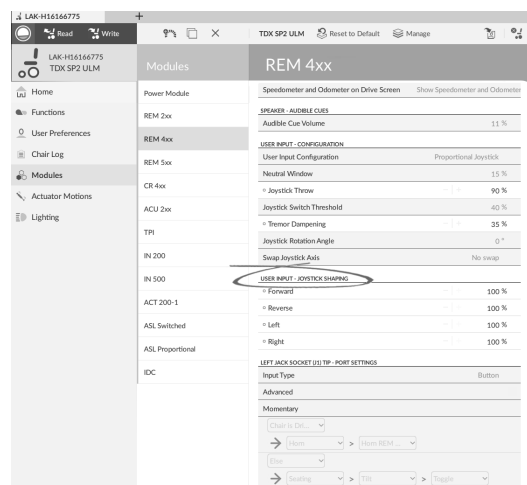 LAK-H16166775
+
Read Write TDX SP2 ULM Reset to Default Manage
LAK-H16166775
TDX SP2 ULM
Home
Functions
User Preferences
Chair Log
Modules
Actuator Motions
Lighting
Modules
Power Module
REM 2xx
REM 4xx
REM 5xx
CR 4xx
ACU 2xx
TPI
IN 200
IN 500
ACT 200-1
ASL Switched
ASL Proportional
IDC
REM 4xx
Speedometer and Odometer on Drive Screen Show Speedometer and Odometer
SPEAKER - AUDIBLE CUES
Audible Cue Volume 11 %
USER INPUT - CONFIGURATION
User Input Configuration Proportional Joystick
Neutral Window 15 %
Joystick Throw 90 %
Joystick Switch Threshold 40 %
Tremor Dampening 35 %
Joystick Rotation Angle 0 °
Swap Joystick Axis No swap
USER INPUT - JOYSTICK SHAPING
Forward 100 %
Reverse 100 %
Left 100 %
Right 100 %
LEFT JACK SOCKET (J1) TIP - PORT SETTINGS
Input Type Button
Advanced
Momentary
Chair is Dri...
Horn > Horn REM ...
Else
Seating > Tilt > Toggle